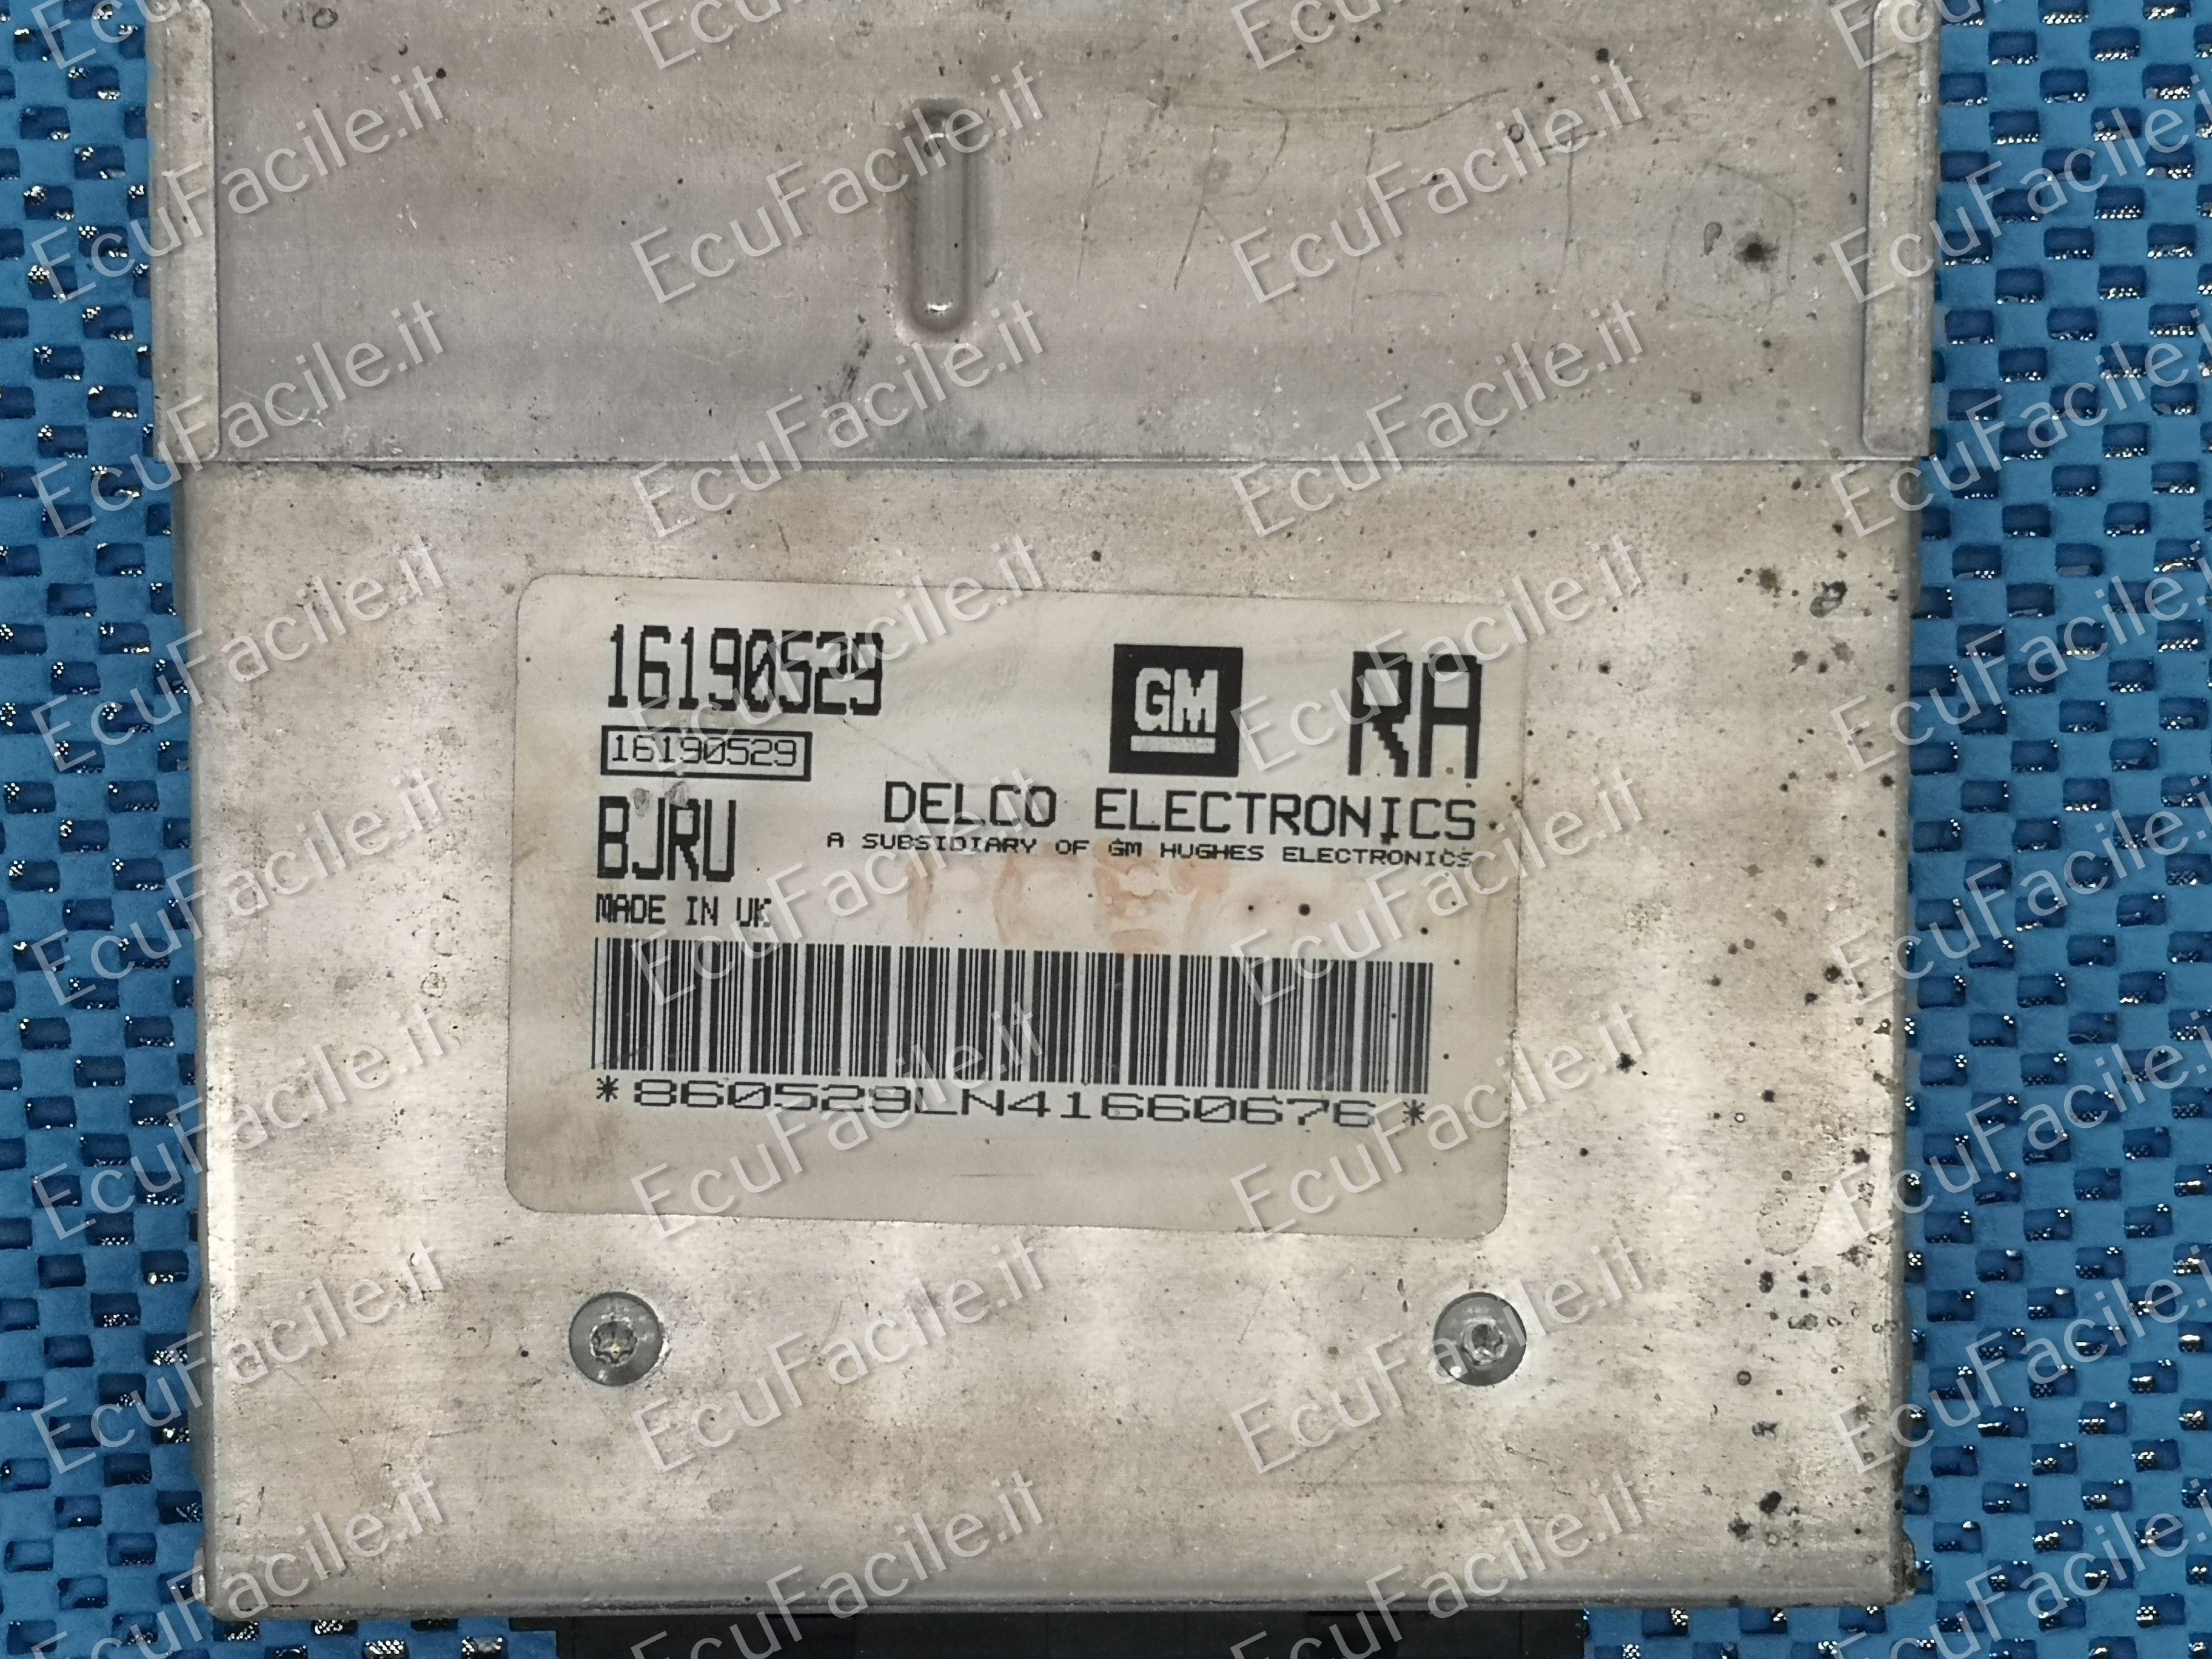 16190529
GM
RA
16190529
DELCO ELECTRONICS
A SUBSIDIARY OF GM HUGHES ELECTRONICS
BJRU
MADE IN UK
*860529LN41660676*
EcuFacile.it